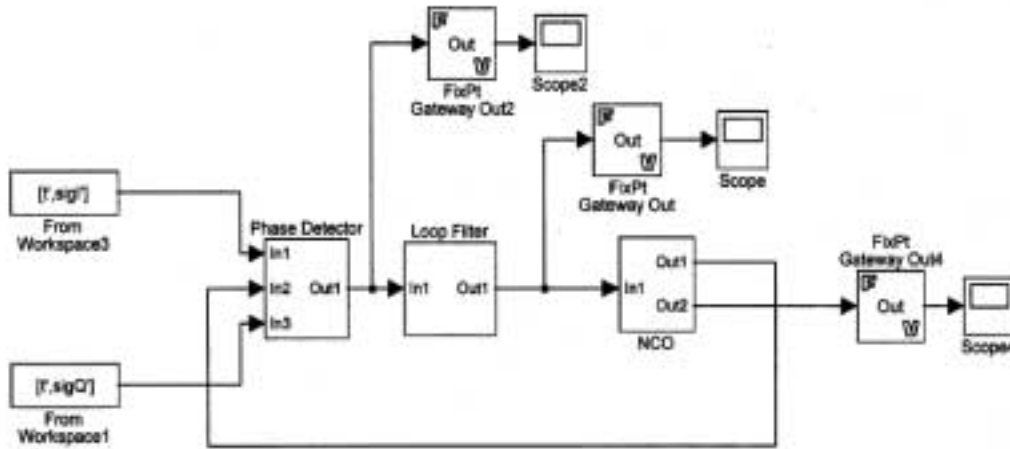 Out
Scope2
FixPt
Gateway Out2
Out
Scope
FixPt
Gateway Out
[t',sigI']
From
Workspace3
Phase Detector
In1
In2
In3
Out1
Loop Filter
In1
Out1
In1
Out1
Out2
NCO
FixPt
Gateway Out4
Out
Scope4
[t',sigQ']
From
Workspace1